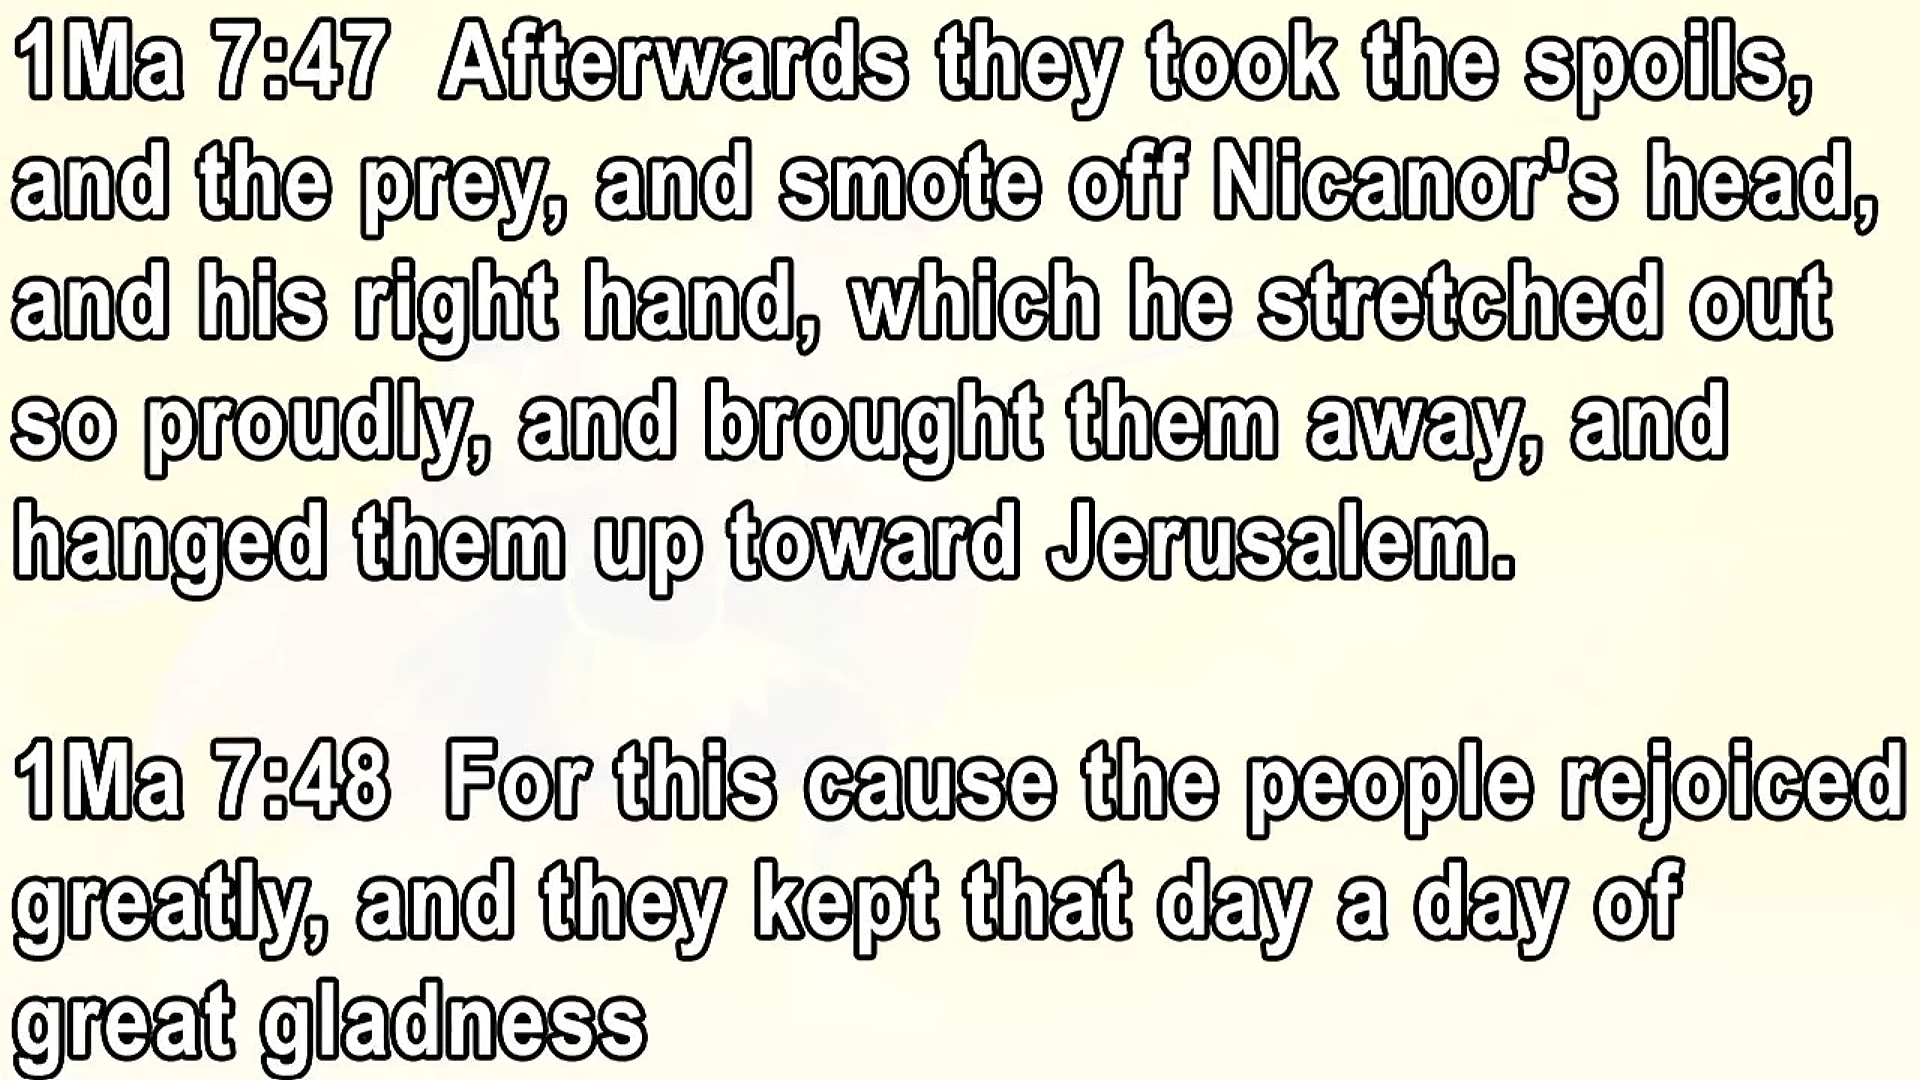 1Ma 7:47  Afterwards they took the spoils,
and the prey, and smote off Nicanor's head,
and his right hand, which he stretched out
so proudly, and brought them away, and
hanged them up toward Jerusalem.
1Ma 7:48  For this cause the people rejoiced
greatly, and they kept that day a day of
great gladness